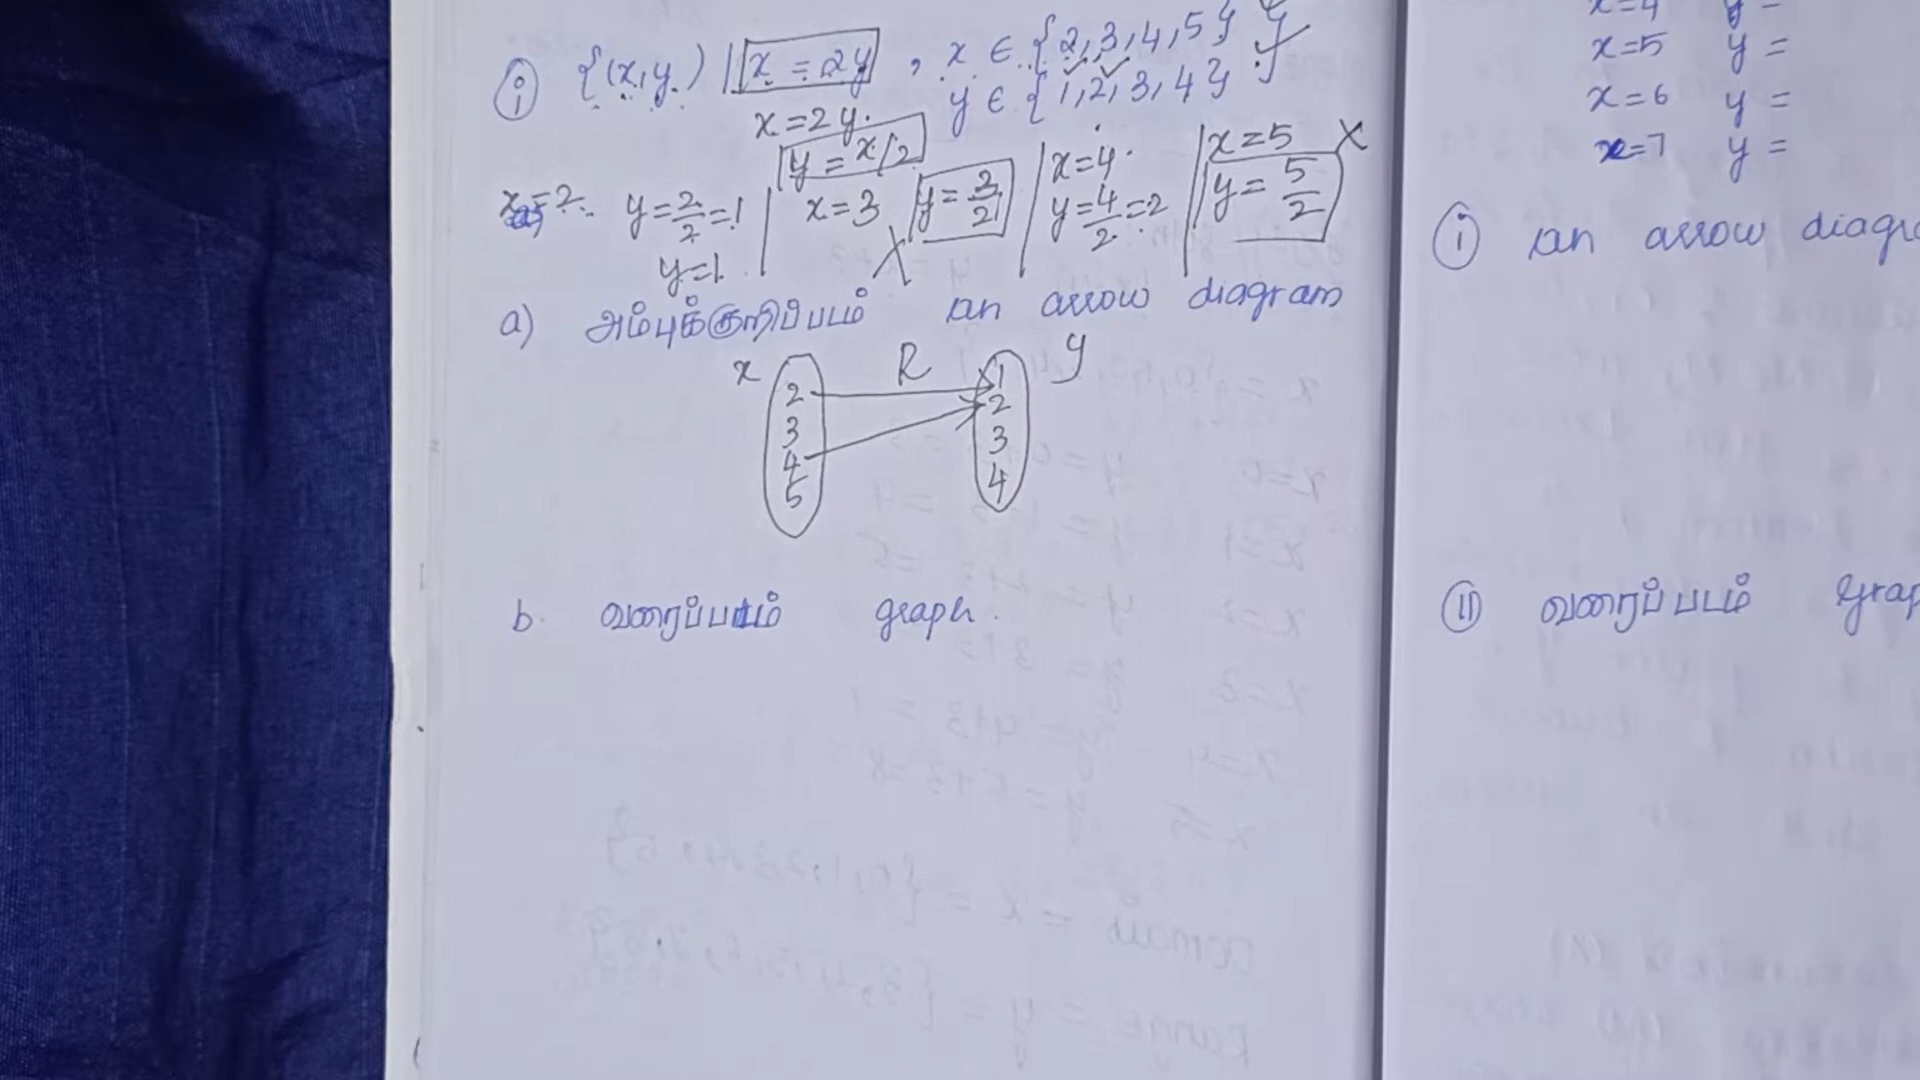 i {(x,y) | x = 2y , x ∈ {2,3,4,5}
y ∈ {1,2,3,4} }
x = 2y
y = x/2
x=2 y = 2/2 = 1 | x = 3 y = 3/2 | x = 4 y = 4/2 = 2 | x = 5 X y = 5/2
y = 1 X
a) அம்புக்குறிப்படம் an arrow diagram
x R y
2 1
3 2
4 3
5 4
b. வரைப்படம் graph.
x=4 y =
x=5 y =
x=6 y =
x=7 y =
i an arrow diagra
ii வரைப்படம் grap